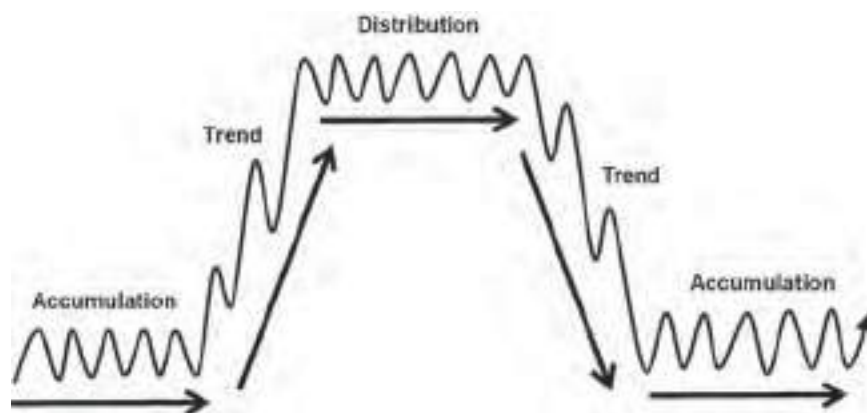 Distribution
Trend
Trend
Accumulation
Accumulation